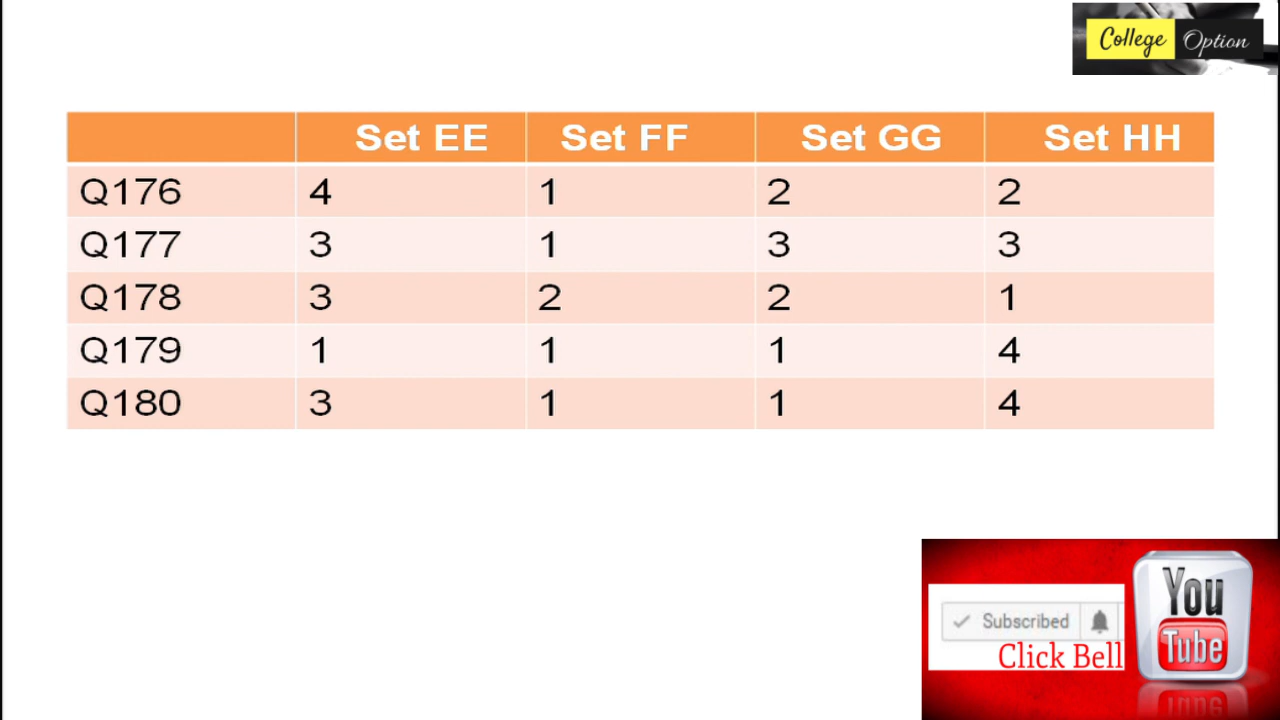 College Option
Set EE Set FF Set GG Set HH
Q176 4 1 2 2
Q177 3 1 3 3
Q178 3 2 2 1
Q179 1 1 1 4
Q180 3 1 1 4
Subscribed
Click Bell
You
Tube